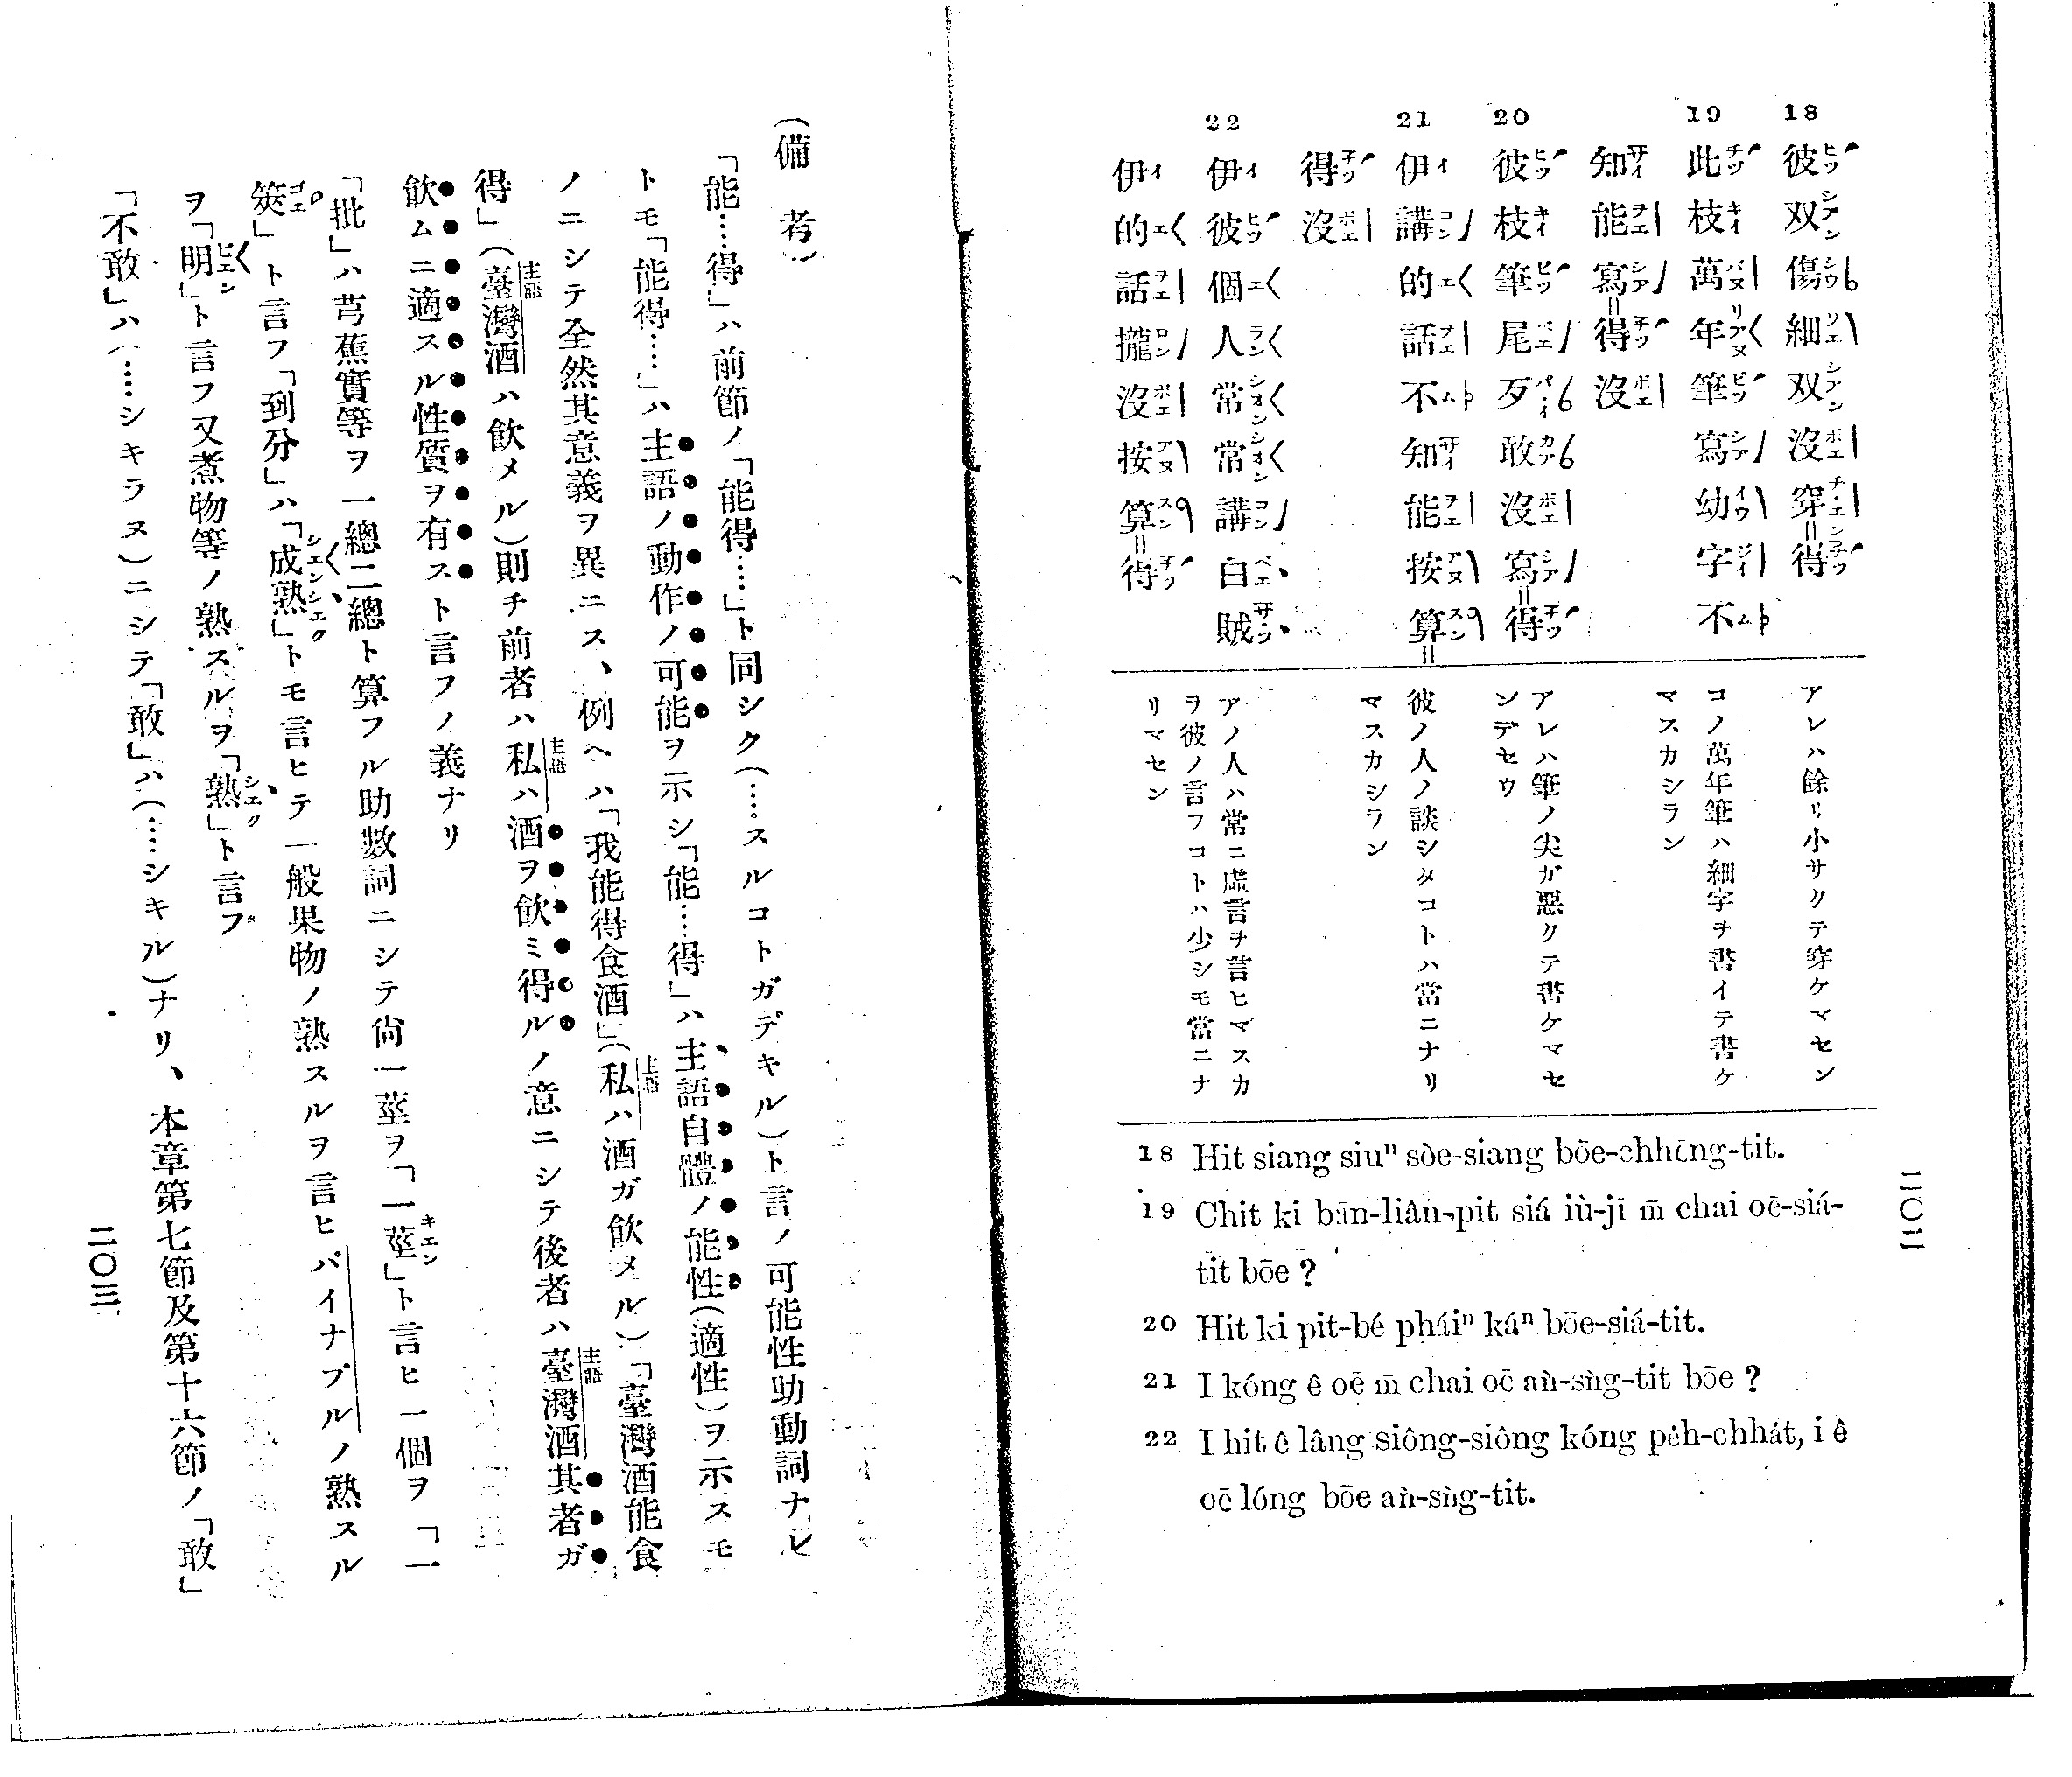 18 彼双傷細双沒穿=得
19 此枝萬年筆寫幼字不
知能寫=得沒
20 彼枝筆尾歹敢沒寫=得
21 伊講的話不知能按算=
得沒
22 伊彼個人常常講白賊
伊的話攏沒按算=得
アレハ餘リ小サクテ穿ケマセン
コノ萬年筆ハ細字ヲ書イテ書ケ
マスカシラン
アレハ筆ノ尖ガ惡クテ書ケマセ
ンデセウ
彼ノ人ノ談シタコトハ當ニナリ
マスカシラン
アノ人ハ常ニ虛言ヲ言ヒマスカ
ラ彼ノ言フコトハ少シモ當ニナ
リマセン
18 Hit siang siuⁿ sòe-siang bōe-chhēng-tit.
19 Chit ki bān-liân-pit siá iù-jī m̄ chai oē-siá-
tit bōe ?
20 Hit ki pit-bé pháiⁿ káⁿ bōe-siá-tit.
21 I kóng ê oē m̄ chai oē àn-sǹg-tit bōe ?
22 I hit ê lâng siông-siông kóng pe̍h-chha̍t, i ê
oē lóng bōe àn-sǹg-tit.
二〇二
(備考)
「能…得」ハ前節ノ「能得…」ト同シク(…スルコトガデキル)ト言ノ可能性助動詞ナレ
トモ「能得…」ハ主語ノ動作ノ可能ヲ示シ「能…得」ハ主語自體ノ能性(適性)ヲ示スモ
ノニシテ全然其意義ヲ異ニス、例ヘハ「我能得食酒」(私ハ酒ガ飲メル)「臺灣酒能食
得」(臺灣酒ハ飲メル)則チ前者ハ私ハ酒ヲ飲ミ得ルノ意ニシテ後者ハ臺灣酒其者ガ
飲ムニ適スル性質ヲ有スト言フノ義ナリ
「批」ハ芎蕉實等ヲ一總二總ト算フル助數詞ニシテ尙一莖ヲ「一莖」ト言ヒ一個ヲ「一
筴」ト言フ「到分」ハ「成熟」トモ言ヒテ一般果物ノ熟スルヲ言ヒパイナプルノ熟スル
ヲ「明」ト言フ又煮物等ノ熟スルヲ「熟」ト言フ
「不敢」ハ(…シキラヌ)ニシテ「敢」ハ(…シキル)ナリ、本章第七節及第十六節ノ「敢」
二〇三